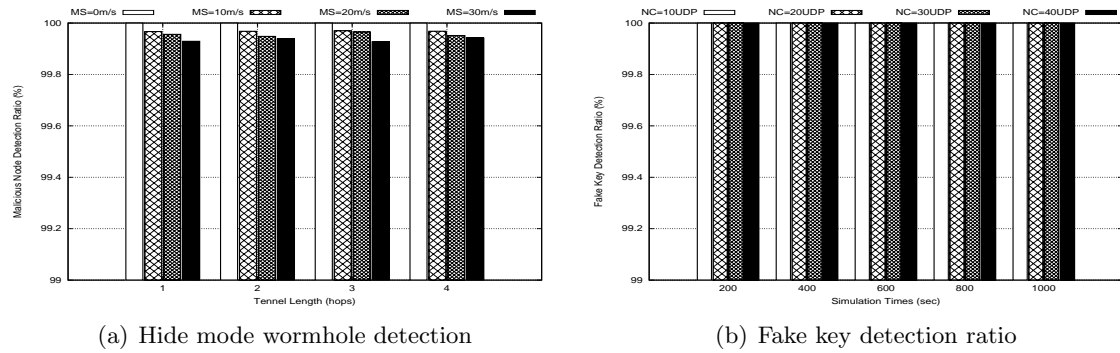 MS=0m/s MS=10m/s MS=20m/s MS=30m/s
100
99.8
99.6
99.4
99.2
99
Malicious Node Detection Ratio (%)
1 2 3 4
Tennel Length (hops)
(a) Hide mode wormhole detection
NC=10UDP NC=20UDP NC=30UDP NC=40UDP
100
99.8
99.6
99.4
99.2
99
Fake Key Detection Ratio (%)
200 400 600 800 1000
Simulation Times (sec)
(b) Fake key detection ratio